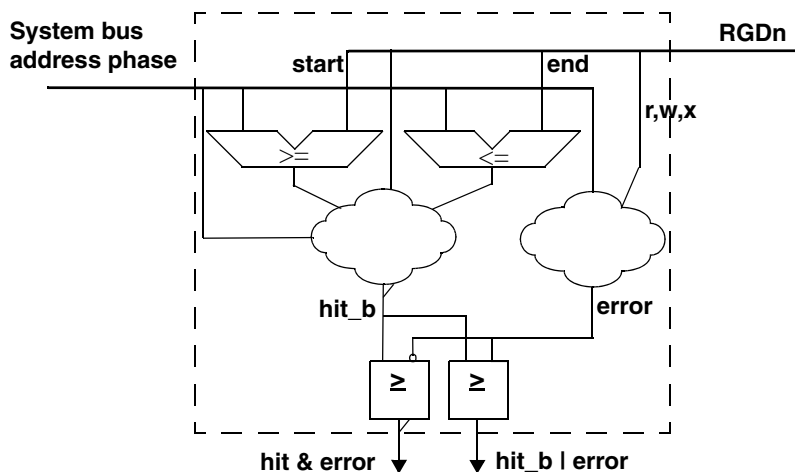 System bus
address phase
RGDn
start
end
r,w,x
>=
<=
hit_b
error
≥
≥
hit & error
hit_b | error